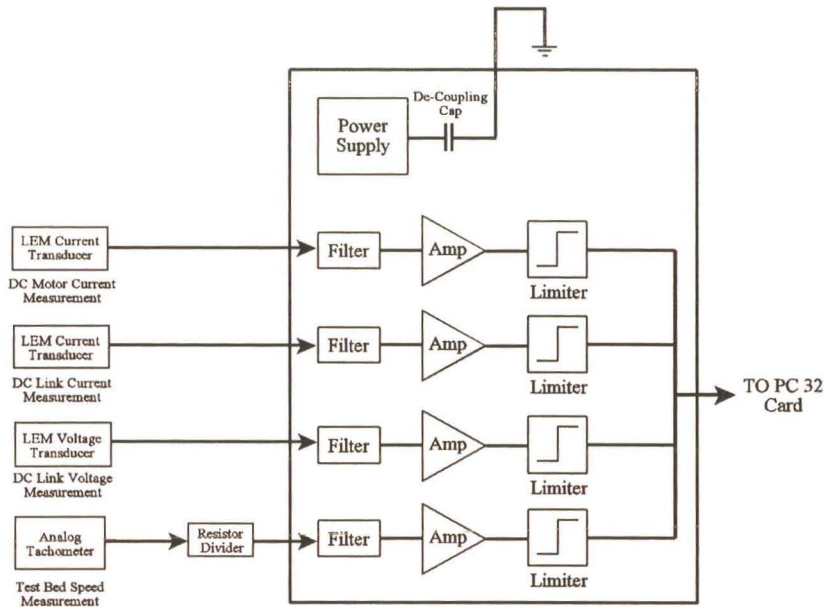 De-Coupling
Cap
Power
Supply
LEM Current
Transducer
DC Motor Current
Measurement
Filter
Amp
Limiter
LEM Current
Transducer
DC Link Current
Measurement
Filter
Amp
Limiter
TO PC 32
Card
LEM Voltage
Transducer
DC Link Voltage
Measurement
Filter
Amp
Limiter
Analog
Tachometer
Test Bed Speed
Measurement
Resistor
Divider
Filter
Amp
Limiter